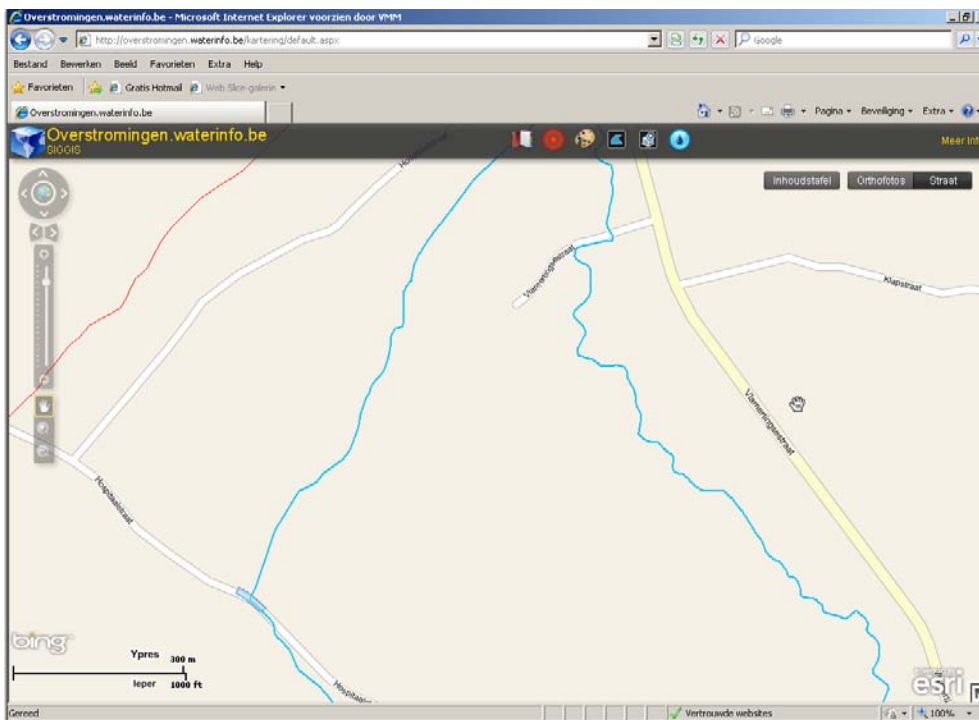 Overstromingen.waterinfo.be - Microsoft Internet Explorer voorzien door VMM
http://overstromingen.waterinfo.be/kartering/default.aspx
Google
Bestand Bewerken Beeld Favorieten Extra Help
Favorieten Gratis Hotmail Web Slice-galerie
Overstromingen.waterinfo.be
Pagina Beveiliging Extra
Overstromingen.waterinfo.be
Meer Inf
Inhoudstafel Orthofotos Straat
Vlamertingsestraat
Klapstraat
Vlamertingsestraat
Hospitaalstraat
bing
Ypres 300 m
Ieper 1000 ft
esri
Gereed
Vertrouwde websites
100%